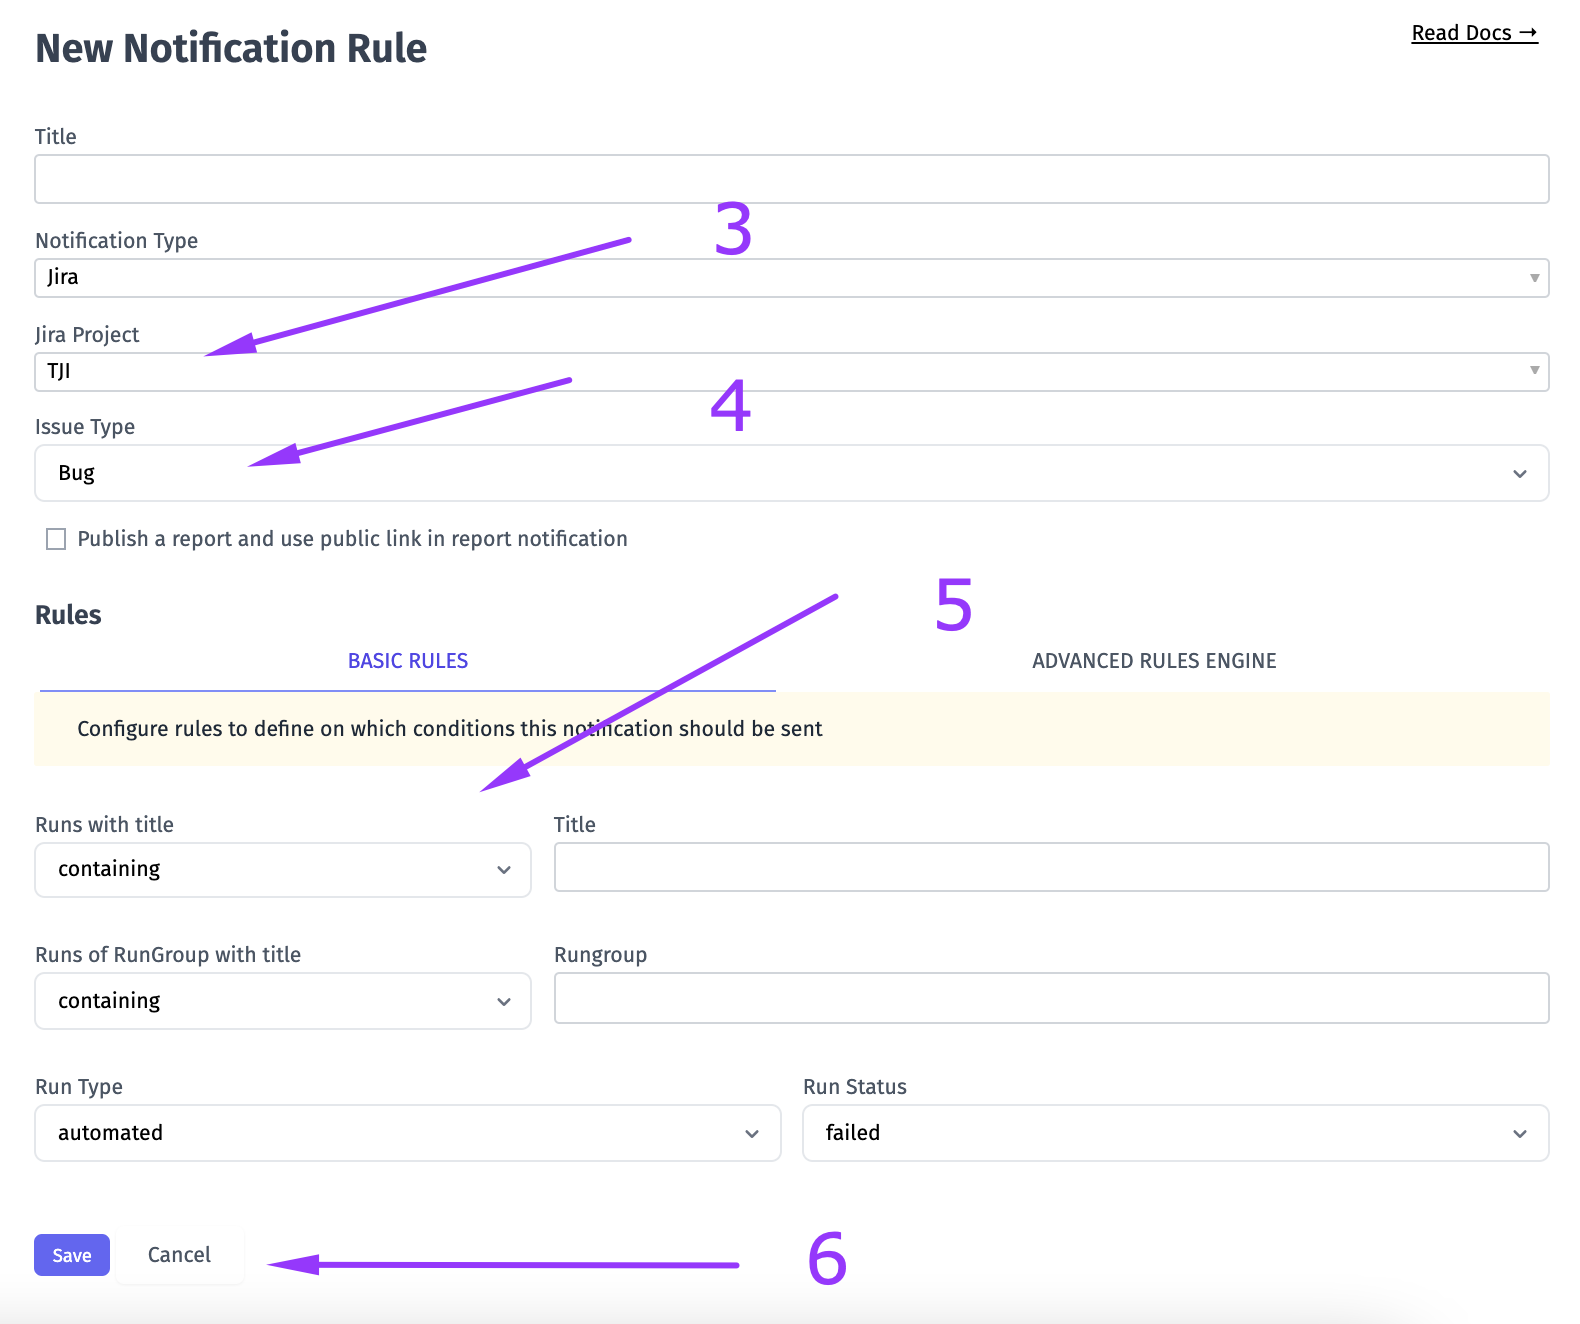 New Notification Rule
Read Docs →
Title
3
Notification Type
Jira
Jira Project
TJI
4
Issue Type
Bug
Publish a report and use public link in report notification
5
Rules
BASIC RULES
ADVANCED RULES ENGINE
Configure rules to define on which conditions this notification should be sent
Runs with title
Title
containing
Runs of RunGroup with title
Rungroup
containing
Run Type
Run Status
automated
failed
Save
Cancel
6